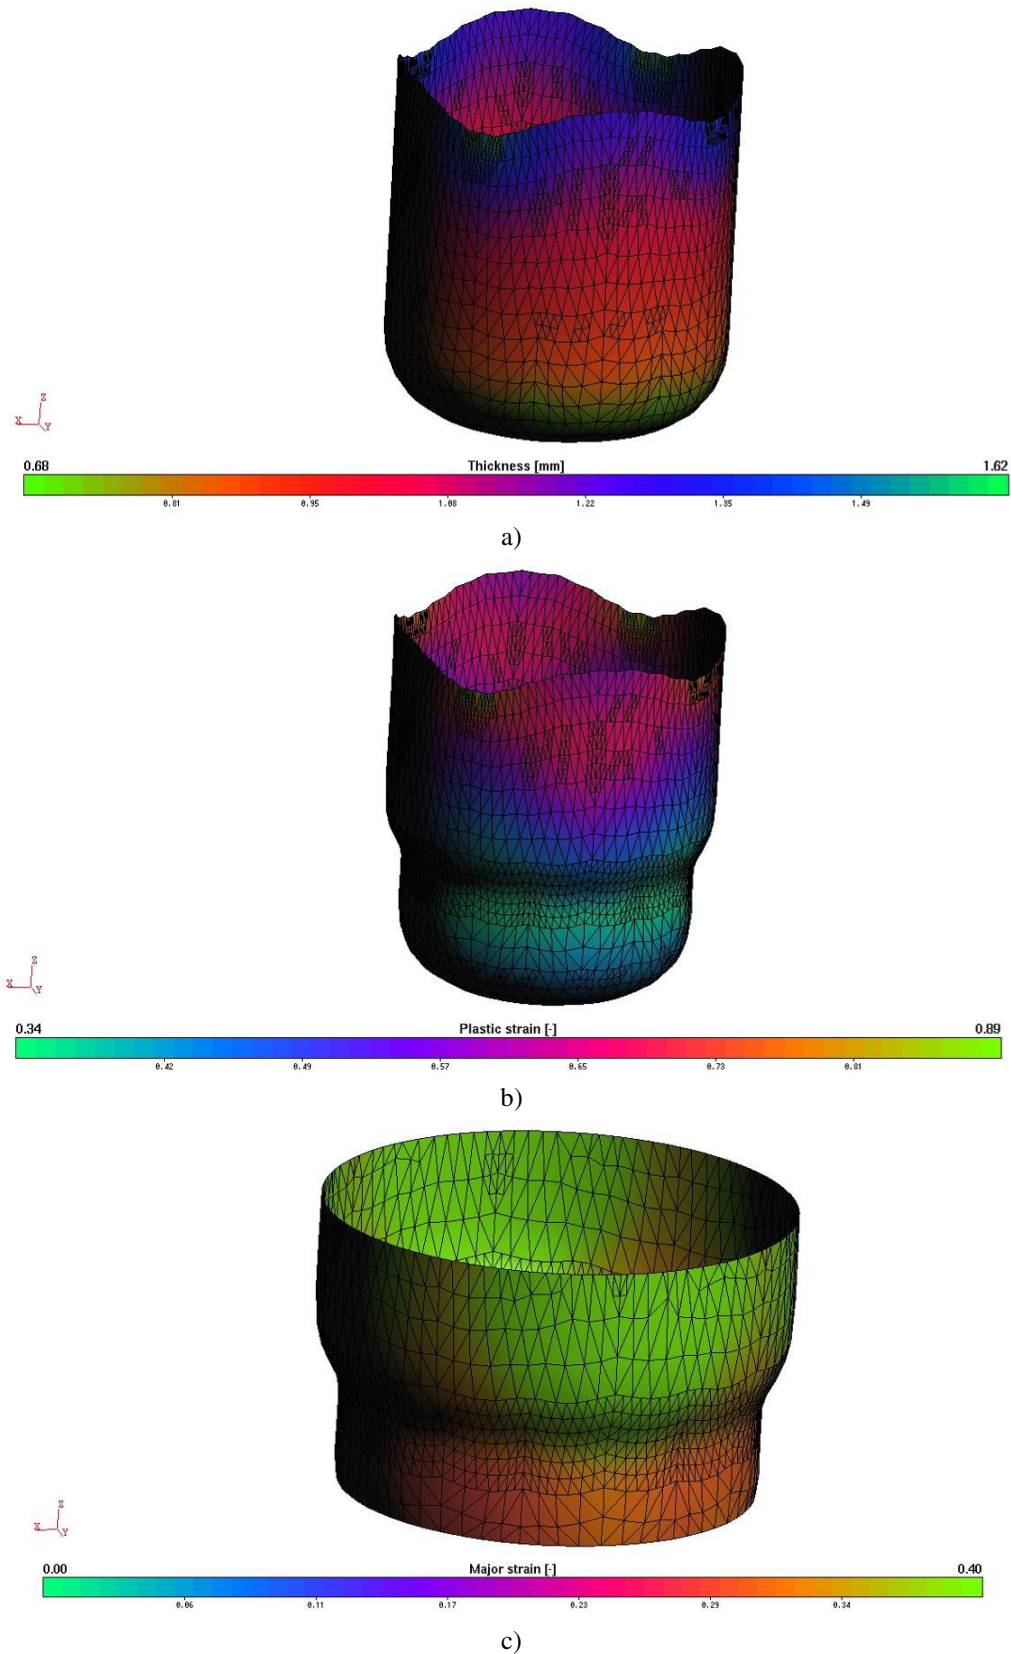 Z
X
Y
0.68 Thickness [mm] 1.62
0.81 0.95 1.08 1.22 1.35 1.49
a)
Z
X Y
0.34 Plastic strain [-] 0.89
0.42 0.49 0.57 0.65 0.73 0.81
b)
Z
X Y
0.00 Major strain [-] 0.40
0.06 0.11 0.17 0.23 0.29 0.34
c)